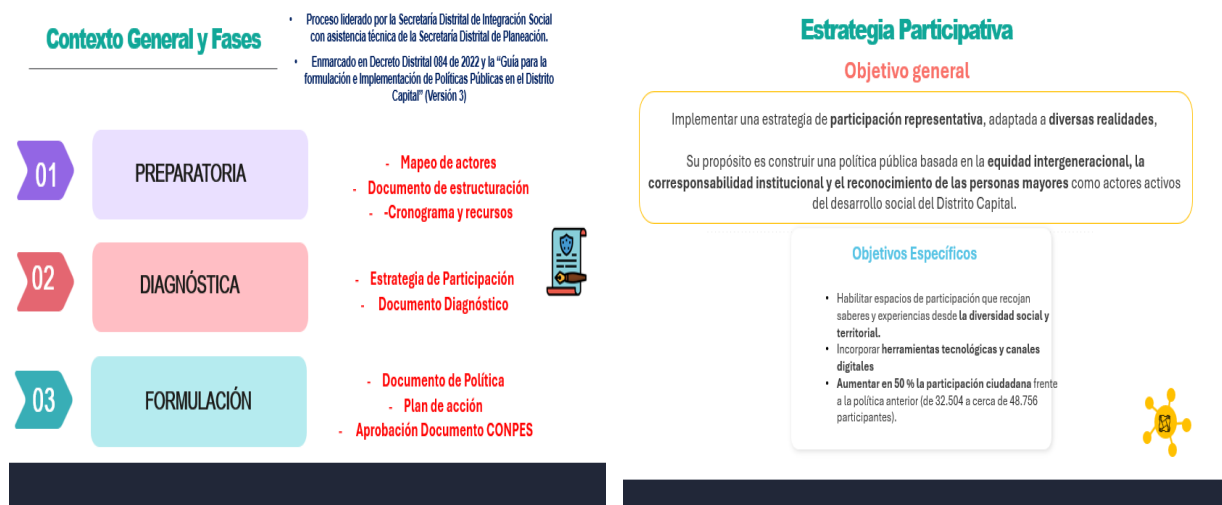 Contexto General y Fases
• Proceso liderado por la Secretaría Distrital de Integración Social
con asistencia técnica de la Secretaría Distrital de Planeación.
• Enmarcado en Decreto Distrital 084 de 2022 y la “Guía para la
formulación e Implementación de Políticas Públicas en el Distrito
Capital” (Versión 3)
01
PREPARATORIA
- Mapeo de actores
- Documento de estructuración
- -Cronograma y recursos
02
DIAGNÓSTICA
- Estrategia de Participación
- Documento Diagnóstico
03
FORMULACIÓN
- Documento de Política
- Plan de acción
- Aprobación Documento CONPES
Estrategia Participativa
Objetivo general
Implementar una estrategia de participación representativa, adaptada a diversas realidades,
Su propósito es construir una política pública basada en la equidad intergeneracional, la
corresponsabilidad institucional y el reconocimiento de las personas mayores como actores activos
del desarrollo social del Distrito Capital.
Objetivos Específicos
• Habilitar espacios de participación que recojan
saberes y experiencias desde la diversidad social y
territorial.
• Incorporar herramientas tecnológicas y canales
digitales
• Aumentar en 50 % la participación ciudadana frente
a la política anterior (de 32.504 a cerca de 48.756
participantes).